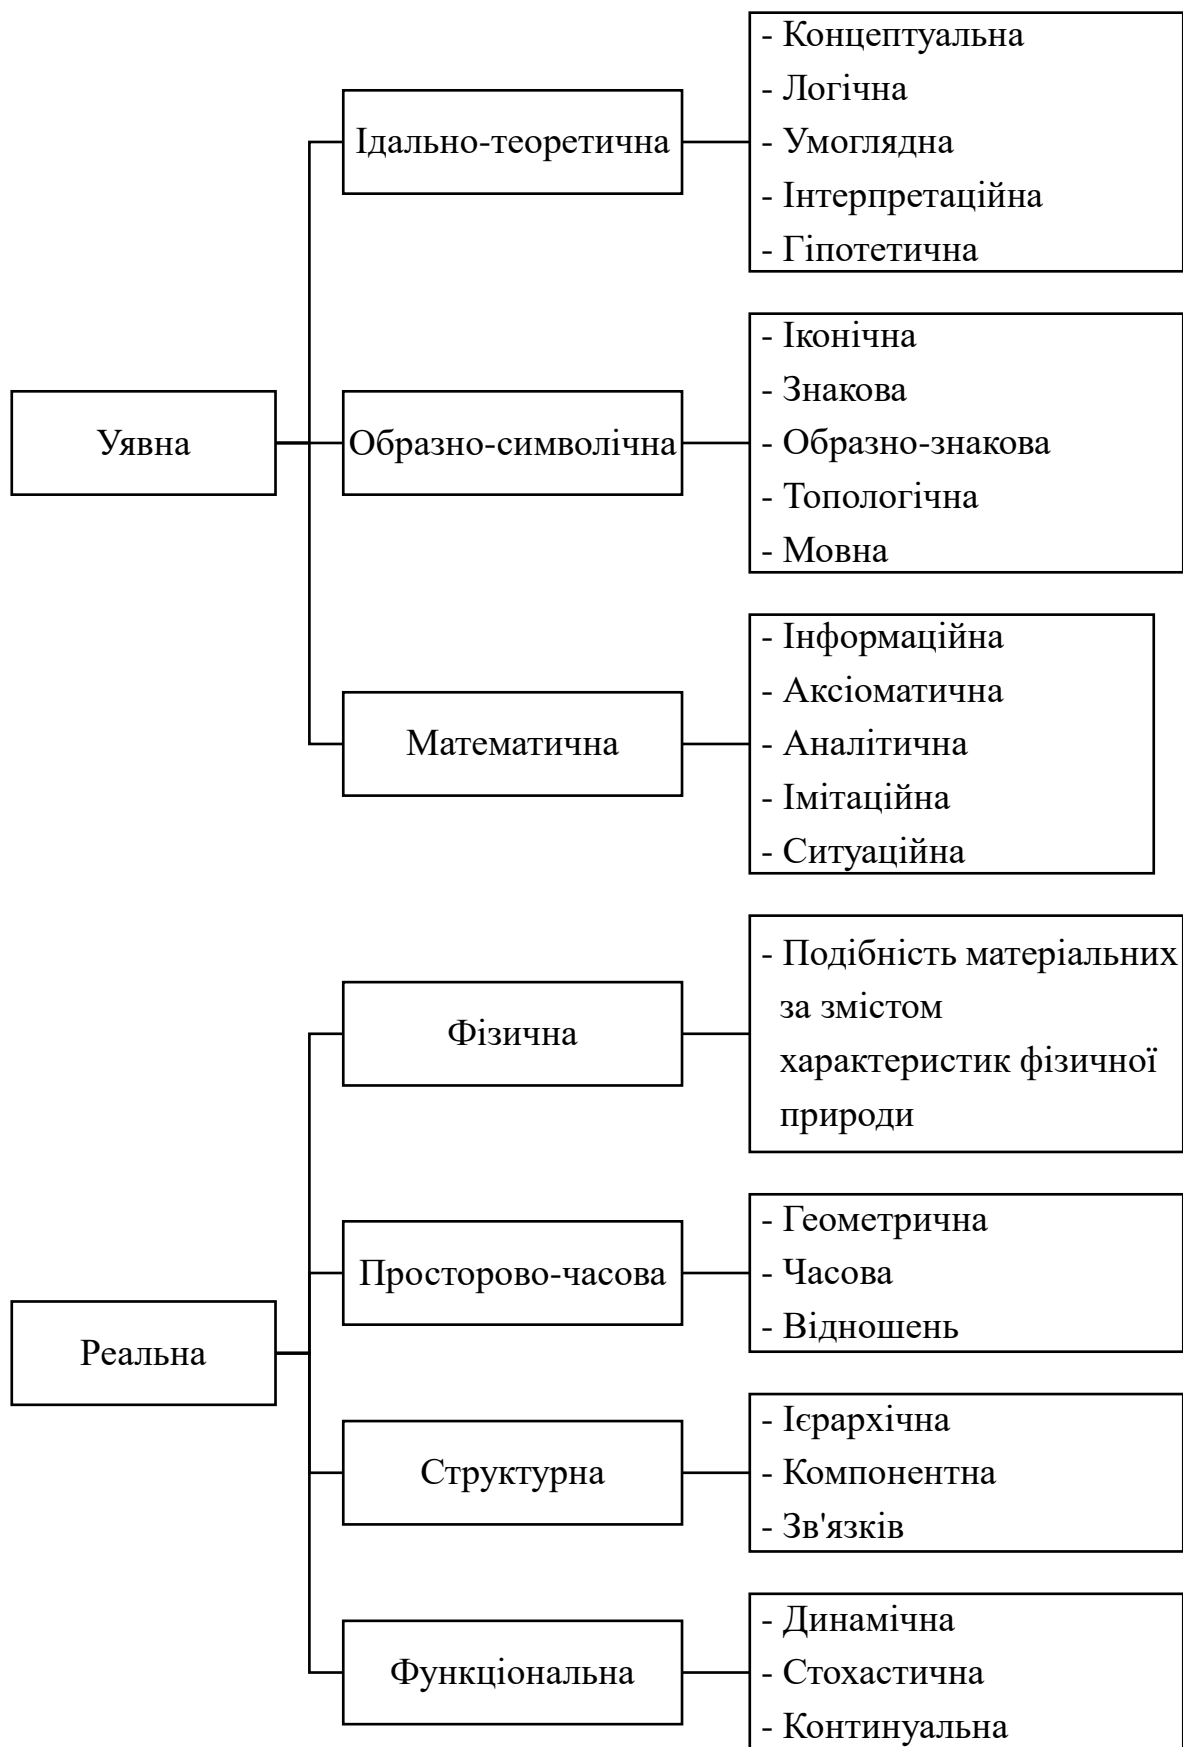 Уявна
Ідально-теоретична
- Концептуальна
- Логічна
- Умоглядна
- Інтерпретаційна
- Гіпотетична
Образно-символічна
- Іконічна
- Знакова
- Образно-знакова
- Топологічна
- Мовна
Математична
- Інформаційна
- Аксіоматична
- Аналітична
- Імітаційна
- Ситуаційна
Реальна
Фізична
- Подібність матеріальних
за змістом
характеристик фізичної
природи
Просторово-часова
- Геометрична
- Часова
- Відношень
Структурна
- Ієрархічна
- Компонентна
- Зв'язків
Функціональна
- Динамічна
- Стохастична
- Континуальна